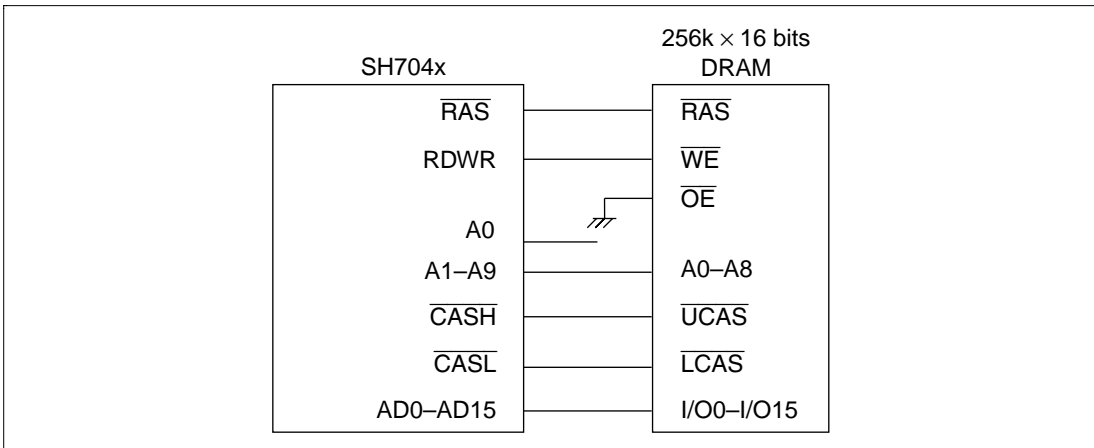 256k × 16 bits
SH704x DRAM
RAS RAS
RDWR WE
OE
A0
A1–A9 A0–A8
CASH UCAS
CASL LCAS
AD0–AD15 I/O0–I/O15